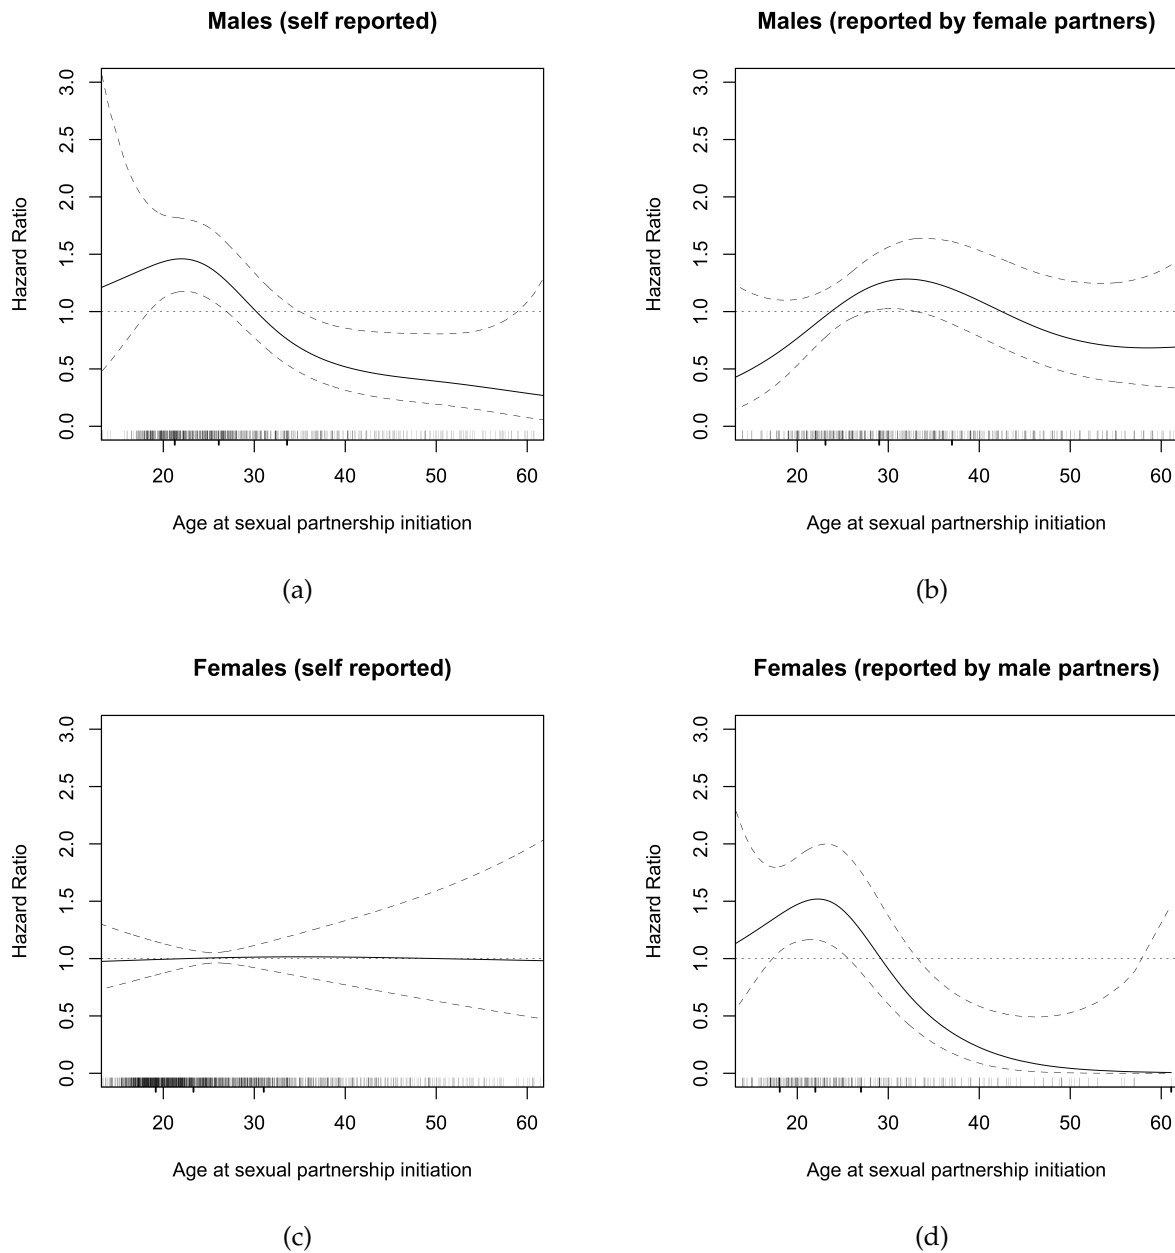 Males (self reported)
Males (reported by female partners)
Hazard Ratio
0.0 0.5 1.0 1.5 2.0 2.5 3.0
20 30 40 50 60
Age at sexual partnership initiation
Hazard Ratio
0.0 0.5 1.0 1.5 2.0 2.5 3.0
20 30 40 50 60
Age at sexual partnership initiation
(a)
(b)
Females (self reported)
Females (reported by male partners)
Hazard Ratio
0.0 0.5 1.0 1.5 2.0 2.5 3.0
20 30 40 50 60
Age at sexual partnership initiation
Hazard Ratio
0.0 0.5 1.0 1.5 2.0 2.5 3.0
20 30 40 50 60
Age at sexual partnership initiation
(c)
(d)